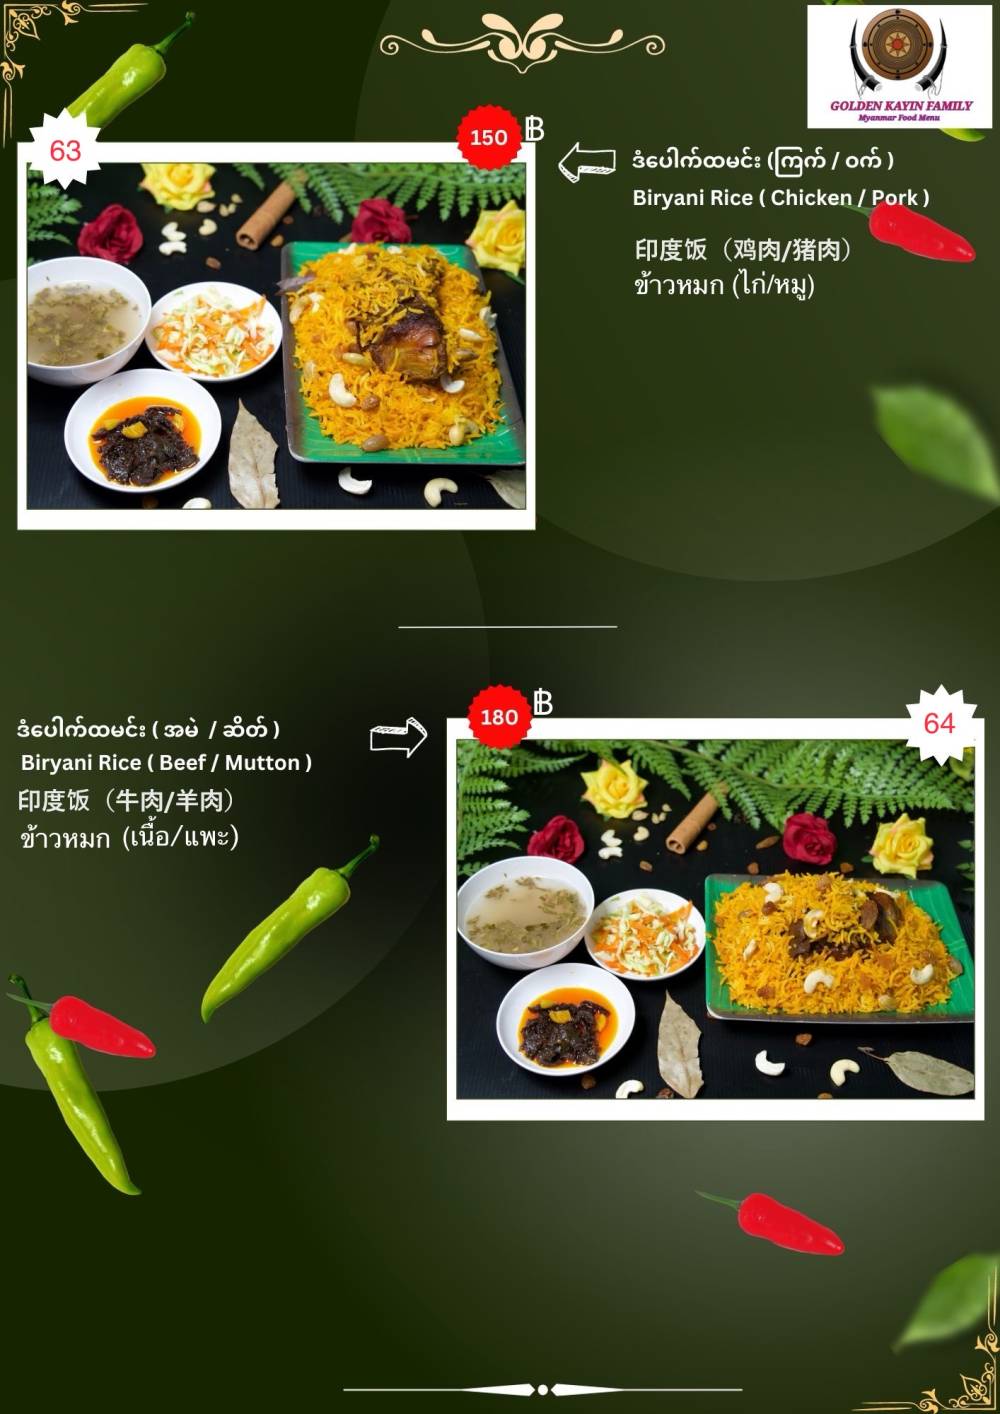 GOLDEN KAYIN FAMILY
Myanmar Food Menu
63
150 ฿
ဒံပေါက်ထမင်း (ကြက် / ဝက် )
Biryani Rice ( Chicken / Pork )
印度饭（鸡肉/猪肉）
ข้าวหมก (ไก่/หมู)
180 ฿
64
ဒံပေါက်ထမင်း ( အမဲ / ဆိတ် )
Biryani Rice ( Beef / Mutton )
印度饭（牛肉/羊肉）
ข้าวหมก (เนื้อ/แพะ)